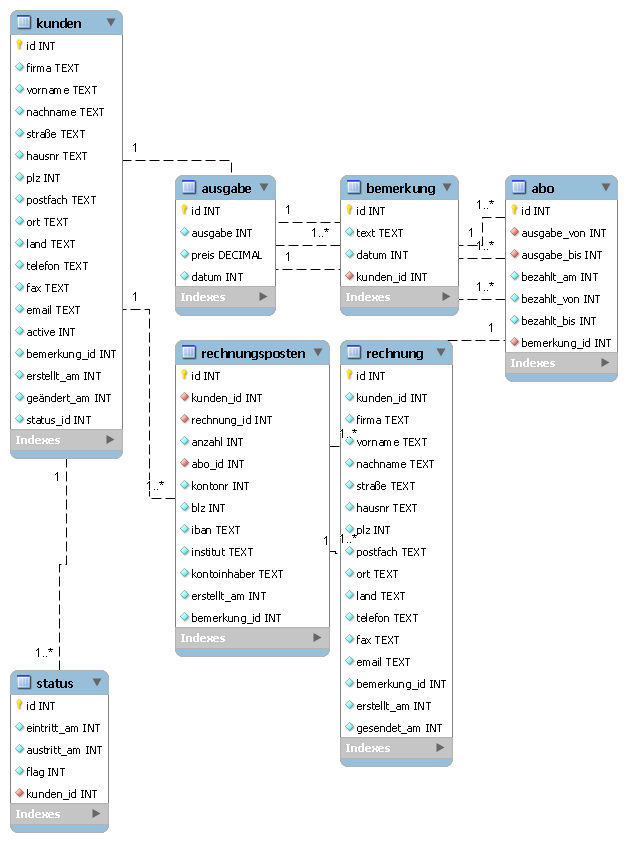 kunden
id INT
firma TEXT
vorname TEXT
nachname TEXT
straße TEXT
hausnr TEXT
plz INT
postfach TEXT
ort TEXT
land TEXT
telefon TEXT
fax TEXT
email TEXT
active INT
bemerkung_id INT
erstellt_am INT
geändert_am INT
status_id INT
Indexes
1
1
1
1..*
1..*
ausgabe
id INT
ausgabe INT
preis DECIMAL
datum INT
Indexes
1
1..*
1
bemerkung
id INT
text TEXT
datum INT
kunden_id INT
Indexes
1
1..*
1..*
1..*
1
abo
id INT
ausgabe_von INT
ausgabe_bis INT
bezahlt_am INT
bezahlt_von INT
bezahlt_bis INT
bemerkung_id INT
Indexes
rechnungsposten
id INT
kunden_id INT
rechnung_id INT
anzahl INT
abo_id INT
kontonr INT
blz INT
iban TEXT
institut TEXT
kontoinhaber TEXT
erstellt_am INT
bemerkung_id INT
Indexes
1..*
1
1..*
rechnung
id INT
kunden_id INT
firma TEXT
vorname TEXT
nachname TEXT
straße TEXT
hausnr TEXT
plz INT
postfach TEXT
ort TEXT
land TEXT
telefon TEXT
fax TEXT
email TEXT
bemerkung_id INT
erstellt_am INT
gesendet_am INT
Indexes
status
id INT
eintritt_am INT
austritt_am INT
flag INT
kunden_id INT
Indexes